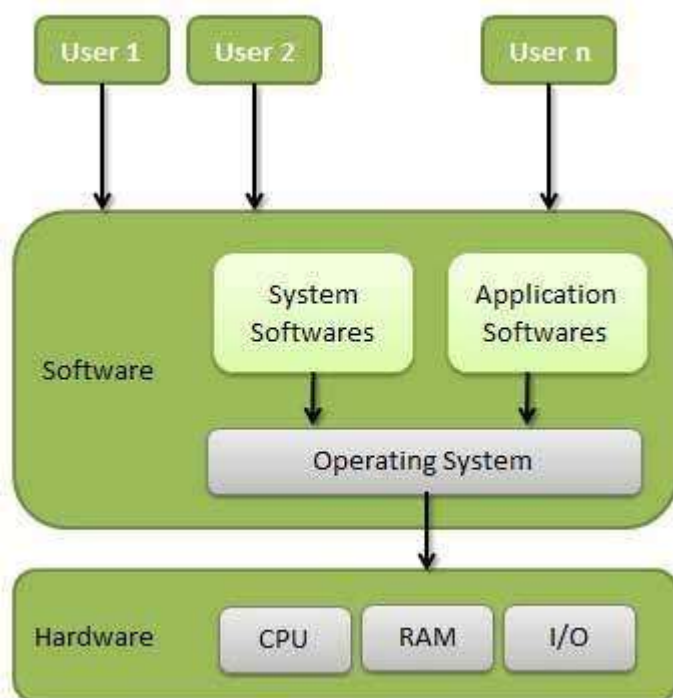 User 1
User 2
User n
System
Softwares
Application
Softwares
Software
Operating System
Hardware
CPU
RAM
I/O